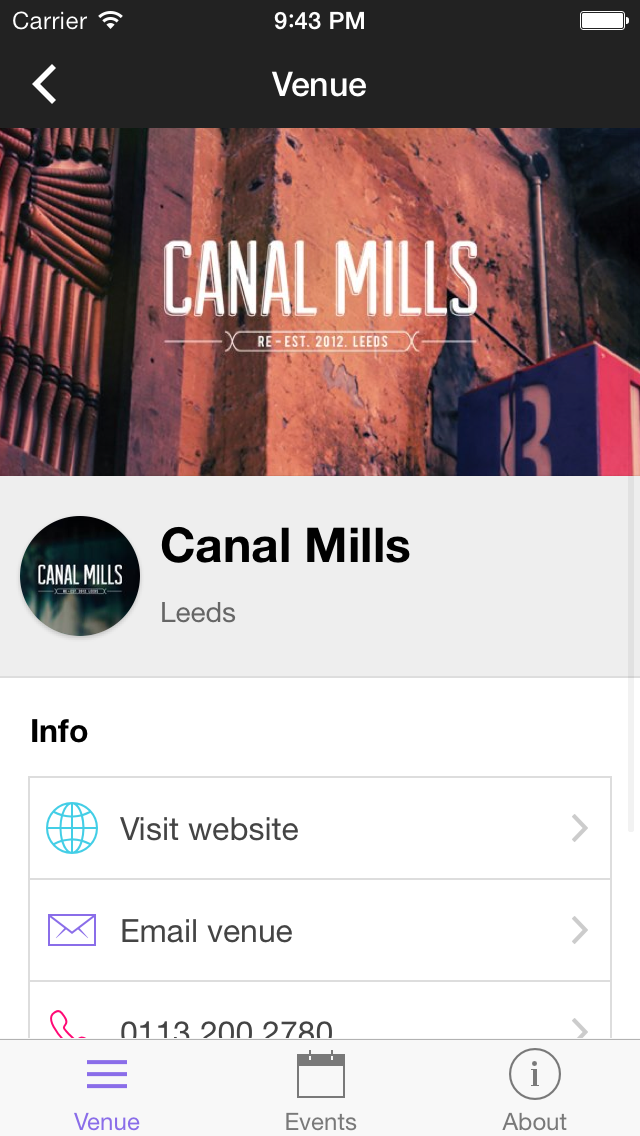 Carrier 9:43 PM
Venue
CANAL MILLS
RE-EST. 2012. LEEDS
B
CANAL MILLS
Canal Mills
Leeds
Info
Visit website
Email venue
0113 200 2780
Venue Events About